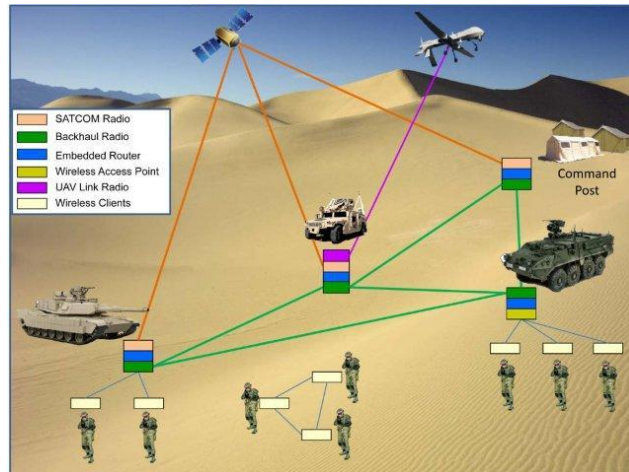 SATCOM Radio
Backhaul Radio
Embedded Router
Wireless Access Point
UAV Link Radio
Wireless Clients
Command
Post